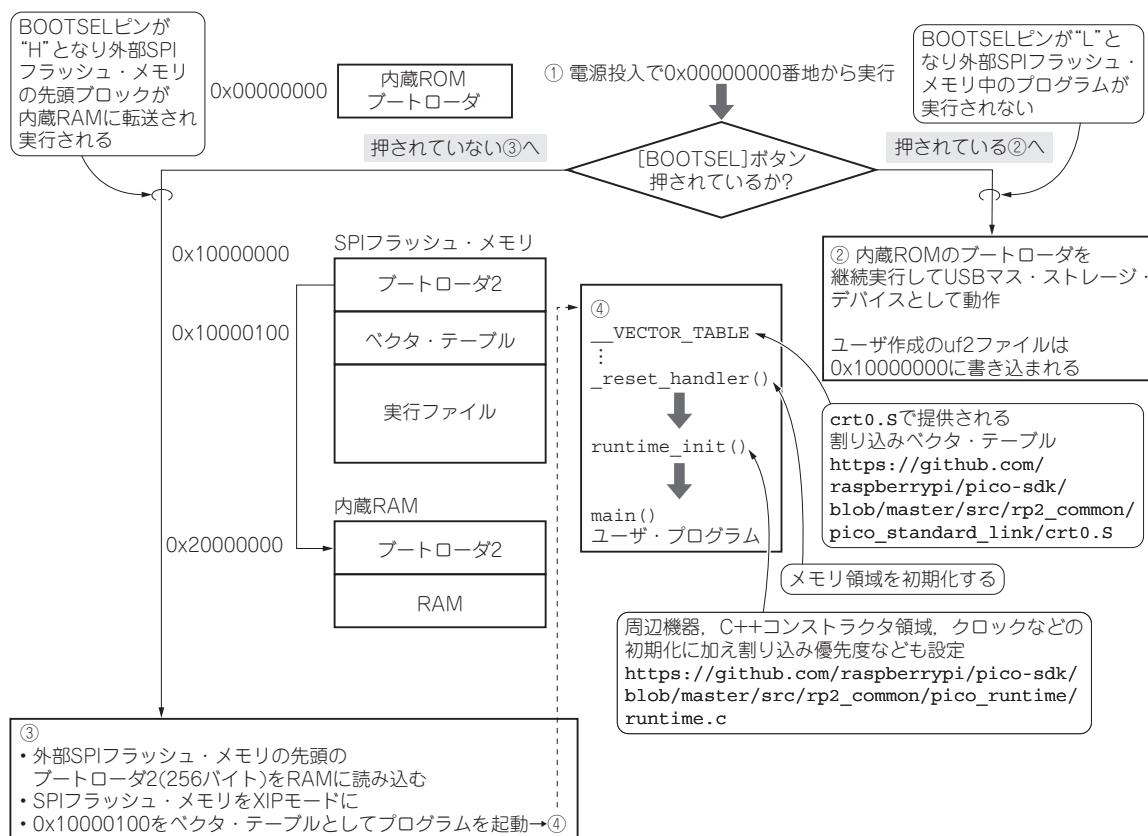 BOOTSELピンが
“H”となり外部SPI
フラッシュ・メモリ
の先頭ブロックが
内蔵RAMに転送され
実行される
0x00000000
内蔵ROM
ブートローダ
① 電源投入で0x00000000番地から実行
BOOTSELピンが“L”と
なり外部SPIフラッシュ・
メモリ中のプログラムが
実行されない
押されていない③へ
[BOOTSEL]ボタン
押されているか?
押されている②へ
② 内蔵ROMのブートローダを
継続実行してUSBマス・ストレージ・
デバイスとして動作
ユーザ作成のuf2ファイルは
0x10000000に書き込まれる
SPIフラッシュ・メモリ
0x10000000
ブートローダ2
0x10000100
ベクタ・テーブル
実行ファイル
内蔵RAM
0x20000000
ブートローダ2
RAM
④
__VECTOR_TABLE
⋮
_reset_handler()
runtime_init()
main()
ユーザ・プログラム
crt0.Sで提供される
割り込みベクタ・テーブル
https://github.com/
raspberrypi/pico-sdk/
blob/master/src/rp2_common/
pico_standard_link/crt0.S
メモリ領域を初期化する
周辺機器，C++コンストラクタ領域，クロックなどの
初期化に加え割り込み優先度なども設定
https://github.com/raspberrypi/pico-sdk/
blob/master/src/rp2_common/pico_runtime/
runtime.c
③
・外部SPIフラッシュ・メモリの先頭の
ブートローダ2(256バイト)をRAMに読み込む
・SPIフラッシュ・メモリをXIPモードに
・0x10000100をベクタ・テーブルとしてプログラムを起動→④